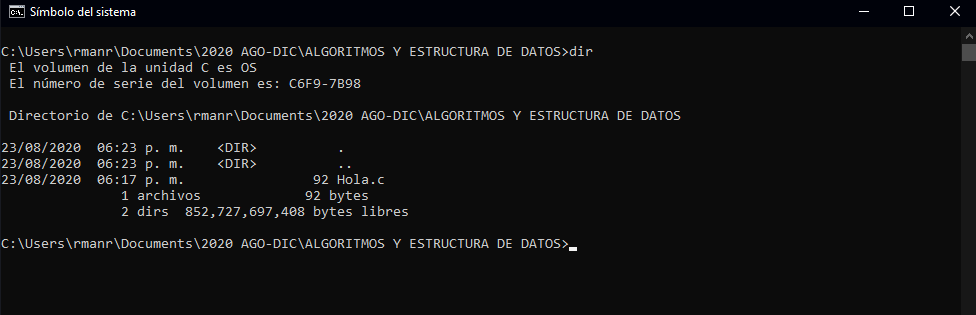 Símbolo del sistema
C:\Users\rmanr\Documents\2020 AGO-DIC\ALGORITMOS Y ESTRUCTURA DE DATOS>dir
 El volumen de la unidad C es OS
 El número de serie del volumen es: C6F9-7B98

 Directorio de C:\Users\rmanr\Documents\2020 AGO-DIC\ALGORITMOS Y ESTRUCTURA DE DATOS

23/08/2020  06:23 p. m.    <DIR>          .
23/08/2020  06:23 p. m.    <DIR>          ..
23/08/2020  06:17 p. m.                92 Hola.c
               1 archivos             92 bytes
               2 dirs  852,727,697,408 bytes libres

C:\Users\rmanr\Documents\2020 AGO-DIC\ALGORITMOS Y ESTRUCTURA DE DATOS>